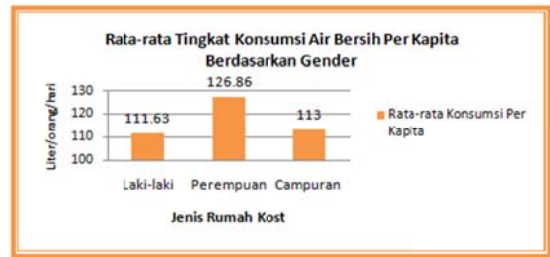 Rata-rata Tingkat Konsumsi Air Bersih Per Kapita
Berdasarkan Gender
Liter/orang/hari
130
120
110
100
111.63
126.86
113
Laki-laki Perempuan Campuran
Jenis Rumah Kost
Rata-rata Konsumsi Per
Kapita